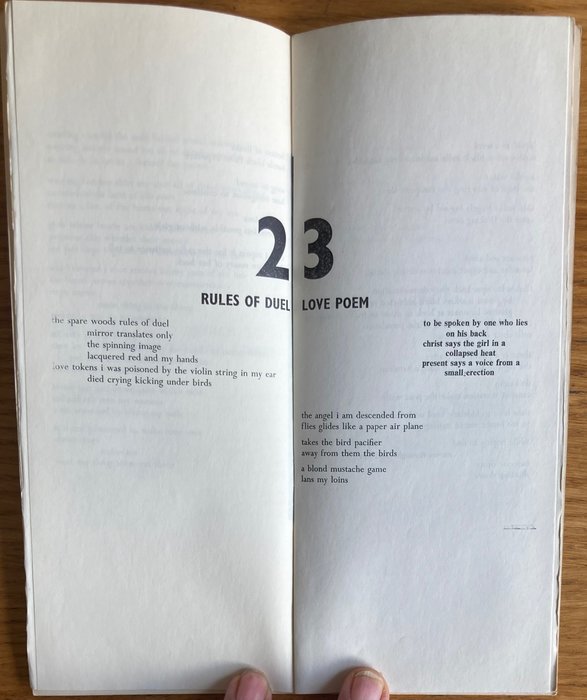 2
RULES OF DUEL
the spare woods rules of duel
mirror translates only
the spinning image
lacquered red and my hands
love tokens i was poisoned by the violin string in my ear
died crying kicking under birds
3
LOVE POEM
to be spoken by one who lies
on his back
christ says the girl in a
collapsed heat
present says a voice from a
small erection
the angel i am descended from
flies glides like a paper air plane
takes the bird pacifier
away from them the birds
a blond mustache game
lans my loins